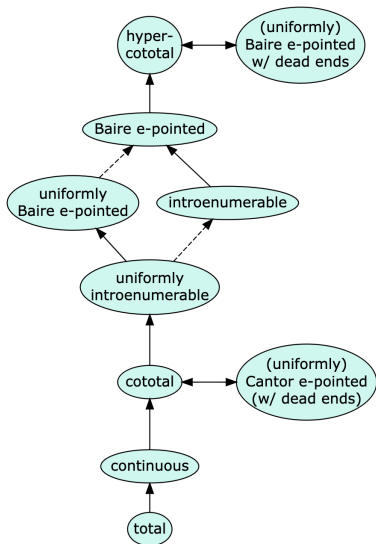 hyper-
cototal
(uniformly)
Baire e-pointed
w/ dead ends
Baire e-pointed
uniformly
Baire e-pointed
introenumerable
uniformly
introenumerable
cototal
(uniformly)
Cantor e-pointed
(w/ dead ends)
continuous
total